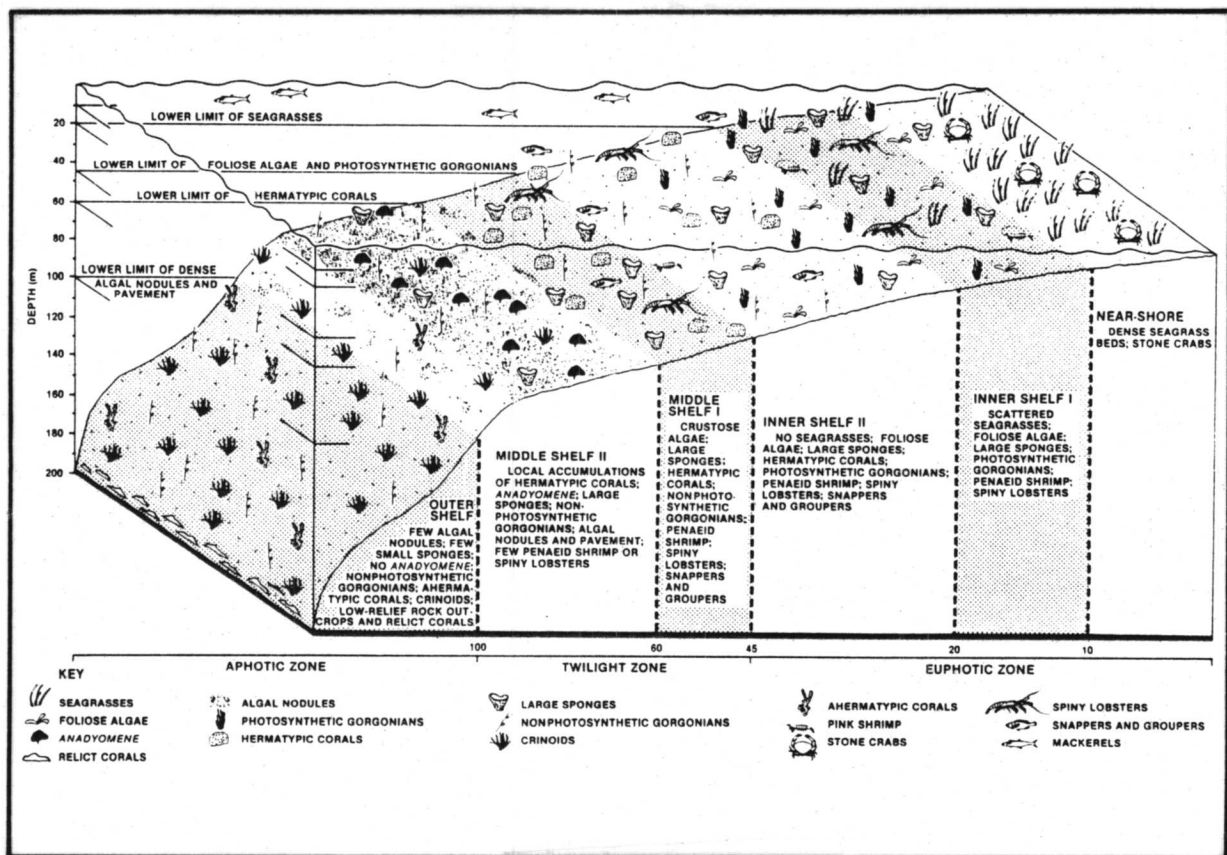 LOWER LIMIT OF SEAGRASSES
LOWER LIMIT OF FOLIOSE ALGAE AND PHOTOSYNTHETIC GORGONIANS
LOWER LIMIT OF HERMATYPIC CORALS
LOWER LIMIT OF DENSE
ALGAL NODULES AND
PAVEMENT
DEPTH (m)
20
40
60
80
100
120
140
160
180
200
NEAR-SHORE
DENSE SEAGRASS
BEDS; STONE CRABS
INNER SHELF I
SCATTERED
SEAGRASSES;
FOLIOSE ALGAE;
LARGE SPONGES;
PHOTOSYNTHETIC
GORGONIANS;
PENAEID SHRIMP;
SPINY LOBSTERS
INNER SHELF II
NO SEAGRASSES; FOLIOSE
ALGAE; LARGE SPONGES;
HERMATYPIC CORALS;
PHOTOSYNTHETIC GORGONIANS;
PENAEID SHRIMP; SPINY
LOBSTERS; SNAPPERS
AND GROUPERS
MIDDLE
SHELF I
CRUSTOSE
ALGAE;
LARGE
SPONGES;
HERMATYPIC
CORALS;
NONPHOTO-
SYNTHETIC
GORGONIANS;
PENAEID
SHRIMP;
SPINY
LOBSTERS;
SNAPPERS
AND
GROUPERS
MIDDLE SHELF II
LOCAL ACCUMULATIONS
OF HERMATYPIC CORALS;
ANADYOMENE; LARGE
SPONGES; NON-
PHOTOSYNTHETIC
GORGONIANS; ALGAL
NODULES AND PAVEMENT;
FEW PENAEID SHRIMP OR
SPINY LOBSTERS
OUTER
SHELF
FEW ALGAL
NODULES; FEW
SMALL SPONGES;
NO ANADYOMENE;
NONPHOTOSYNTHETIC
GORGONIANS; AHERMA-
TYPIC CORALS; CRINOIDS;
LOW-RELIEF ROCK OUT-
CROPS AND RELICT CORALS
100 60 45 20 10
APHOTIC ZONE TWILIGHT ZONE EUPHOTIC ZONE
KEY
SEAGRASSES
FOLIOSE ALGAE
ANADYOMENE
RELICT CORALS
ALGAL NODULES
PHOTOSYNTHETIC GORGONIANS
HERMATYPIC CORALS
LARGE SPONGES
NONPHOTOSYNTHETIC GORGONIANS
CRINOIDS
AHERMATYPIC CORALS
PINK SHRIMP
STONE CRABS
SPINY LOBSTERS
SNAPPERS AND GROUPERS
MACKERELS